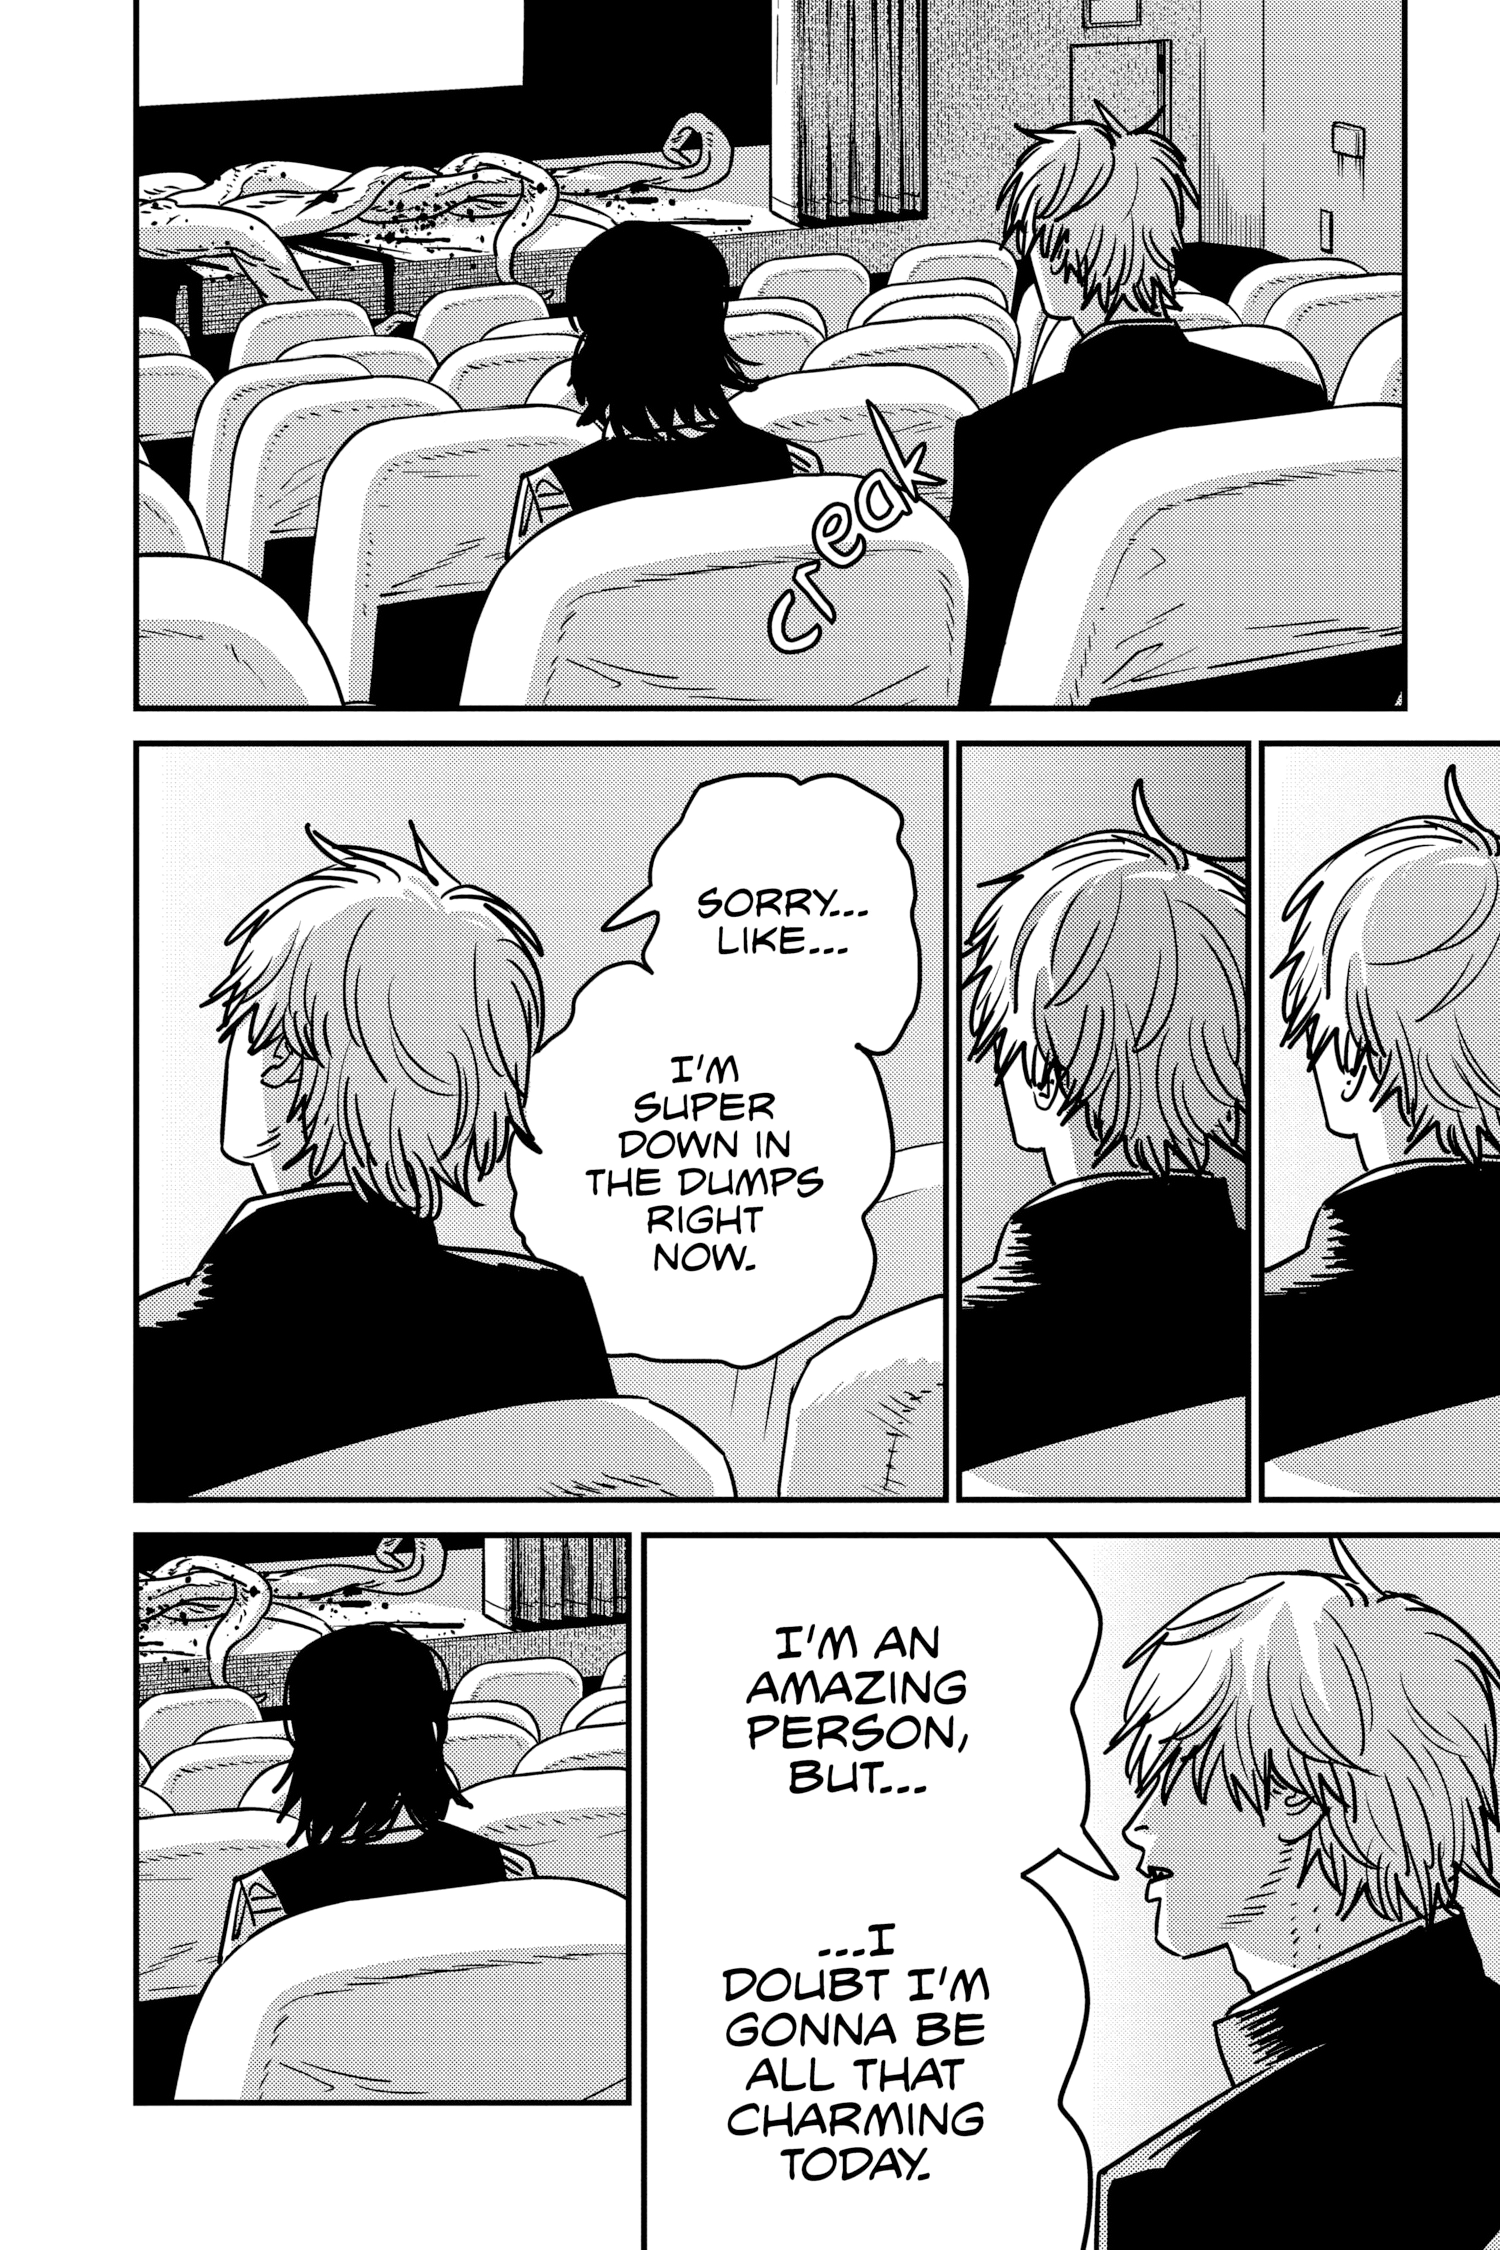 creak
SORRY...
LIKE...
I'M
SUPER
DOWN IN
THE DUMPS
RIGHT
NOW.
I'M AN
AMAZING
PERSON,
BUT...
...I
DOUBT I'M
GONNA BE
ALL THAT
CHARMING
TODAY.